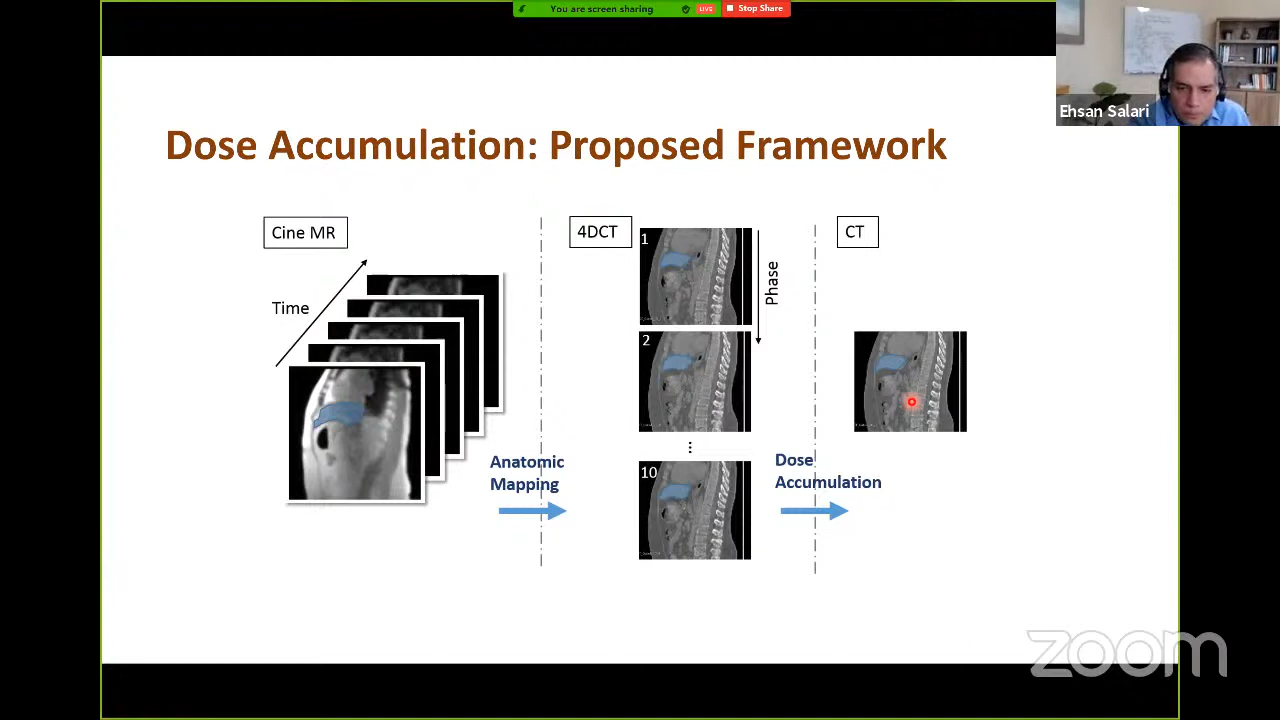 You are screen sharing
LIVE
Stop Share
Ehsan Salari
Dose Accumulation: Proposed Framework
Cine MR
4DCT
CT
Time
1
Phase
2
⋮
10
Anatomic
Mapping
Dose
Accumulation
zoom